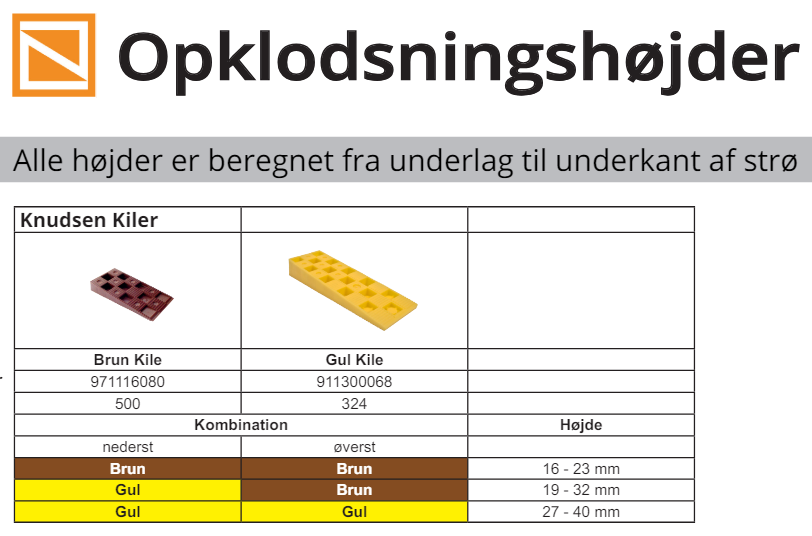 Opklodsningshøjder
Alle højder er beregnet fra underlag til underkant af strø
Knudsen Kiler
Brun Kile Gul Kile
971116080 911300068
500 324
Kombination Højde
nederst øverst
Brun Brun 16 - 23 mm
Gul Brun 19 - 32 mm
Gul Gul 27 - 40 mm